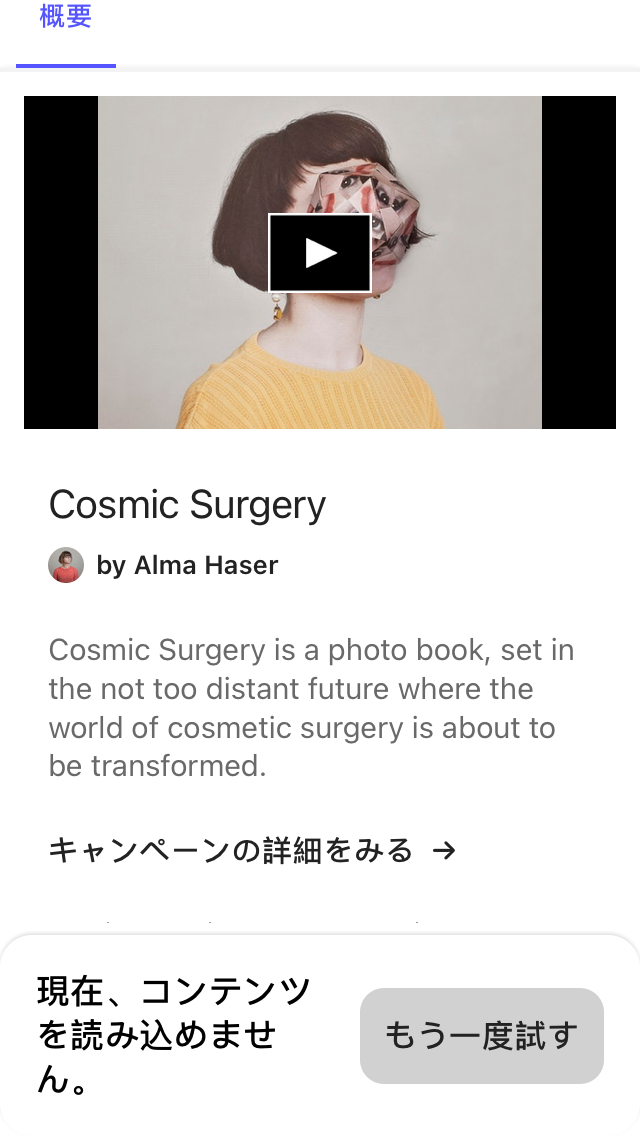 概要
Cosmic Surgery
by Alma Haser
Cosmic Surgery is a photo book, set in
the not too distant future where the
world of cosmetic surgery is about to
be transformed.
キャンペーンの詳細をみる →
現在、コンテンツ
を読み込めませ
ん。
もう一度試す